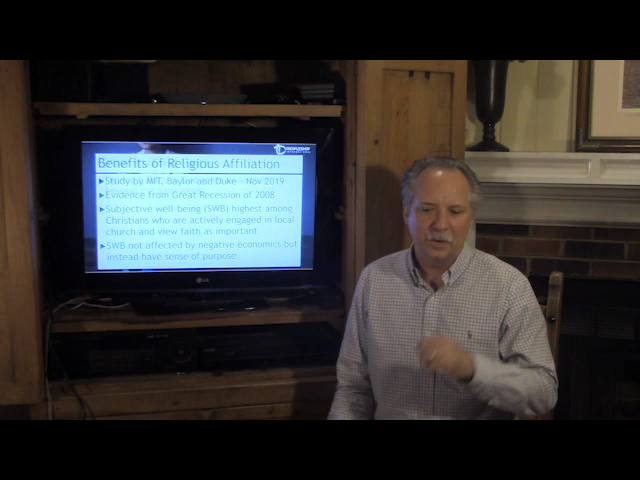 DISCIPLESHIP
Benefits of Religious Affiliation
▶Study by MIT, Baylor and Duke – Nov 2019
▶Evidence from Great Recession of 2008
▶Subjective well-being (SWB) highest among
Christians who are actively engaged in local
church and view faith as important.
▶SWB not affected by negative economics but
instead have sense of purpose
LG